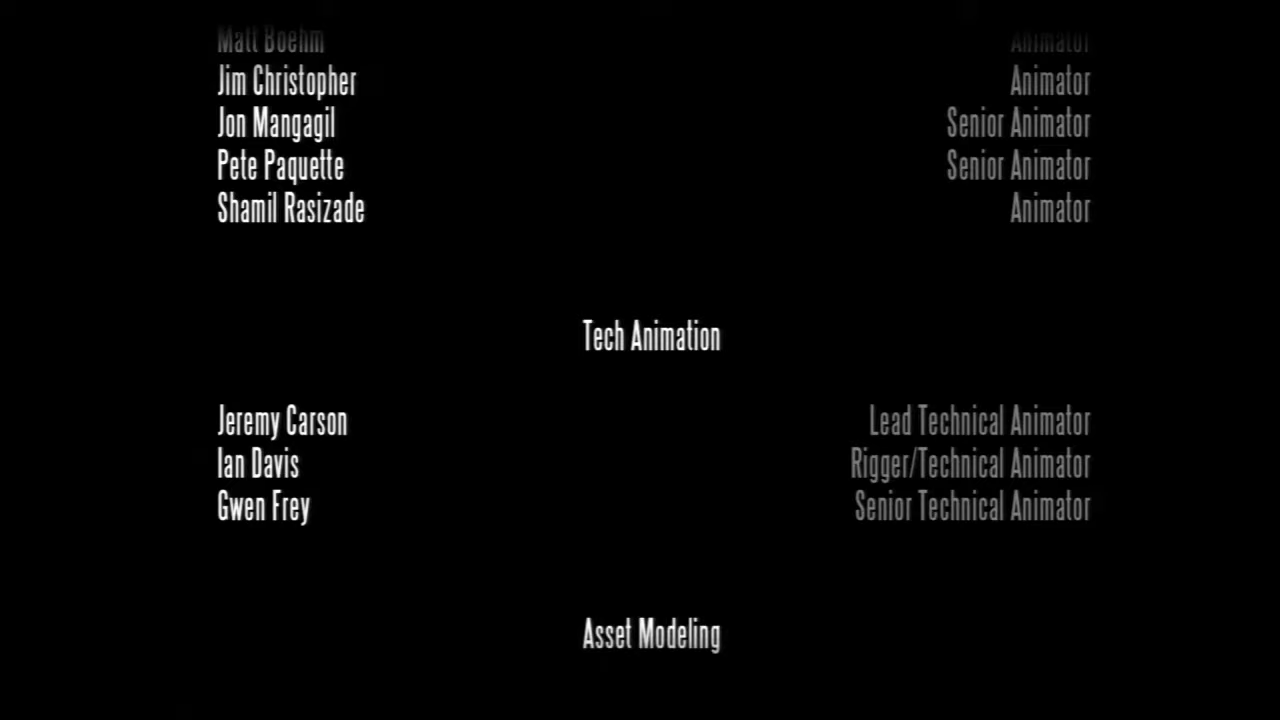 Matt Boehm Animator
Jim Christopher Animator
Jon Mangagil Senior Animator
Pete Paquette Senior Animator
Shamil Rasizade Animator
Tech Animation
Jeremy Carson Lead Technical Animator
Ian Davis Rigger/Technical Animator
Gwen Frey Senior Technical Animator
Asset Modeling